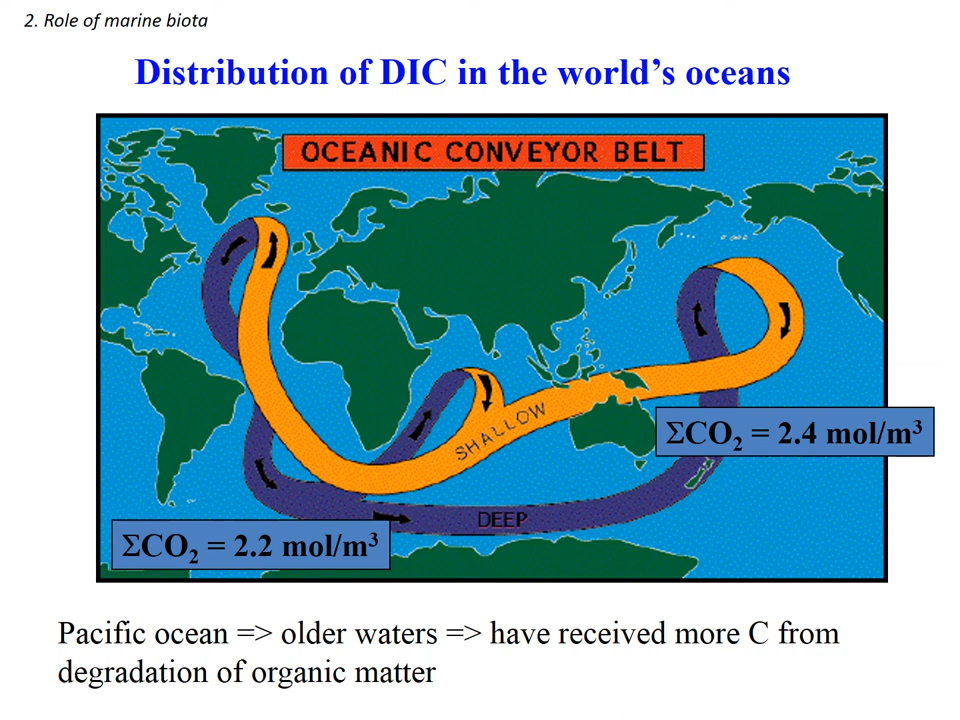 2. Role of marine biota
Distribution of DIC in the world's oceans
OCEANIC CONVEYOR BELT
SHALLOW
ΣCO₂ = 2.4 mol/m³
DEEP
ΣCO₂ = 2.2 mol/m³
Pacific ocean => older waters => have received more C from
degradation of organic matter